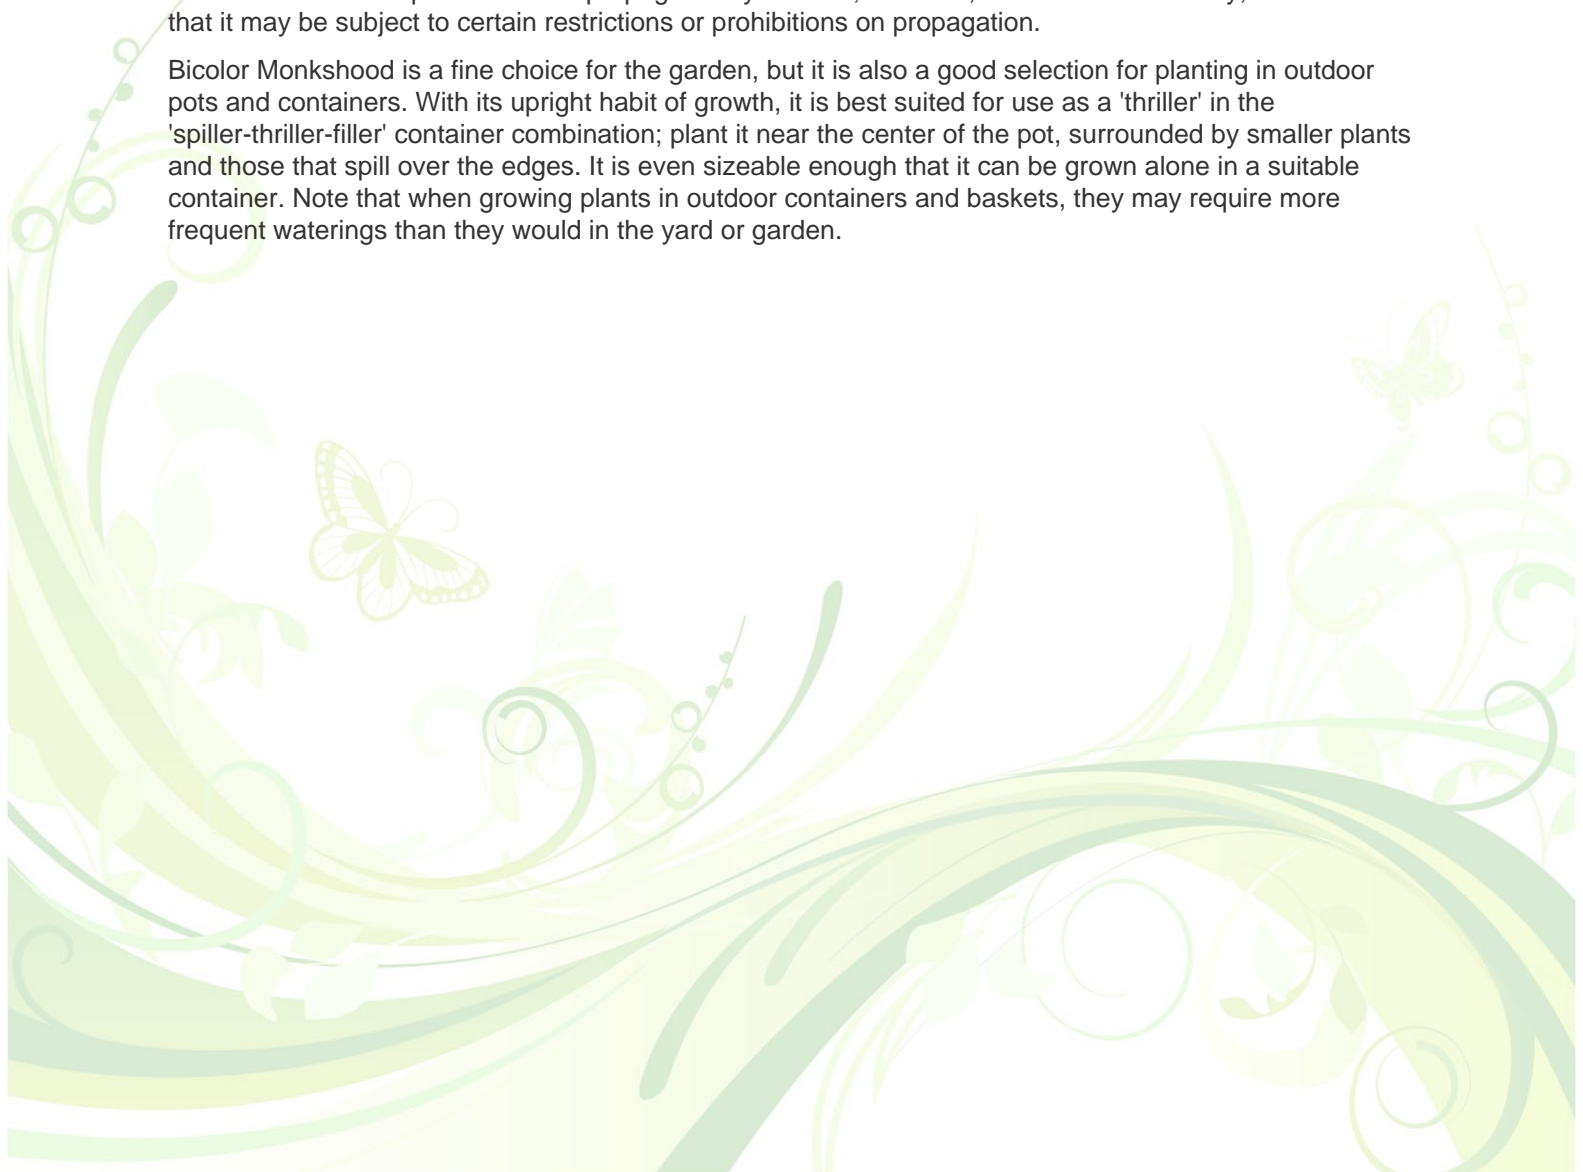 that it may be subject to certain restrictions or prohibitions on propagation.
Bicolor Monkshood is a fine choice for the garden, but it is also a good selection for planting in outdoor
pots and containers. With its upright habit of growth, it is best suited for use as a 'thriller' in the
'spiller-thriller-filler' container combination; plant it near the center of the pot, surrounded by smaller plants
and those that spill over the edges. It is even sizeable enough that it can be grown alone in a suitable
container. Note that when growing plants in outdoor containers and baskets, they may require more
frequent waterings than they would in the yard or garden.